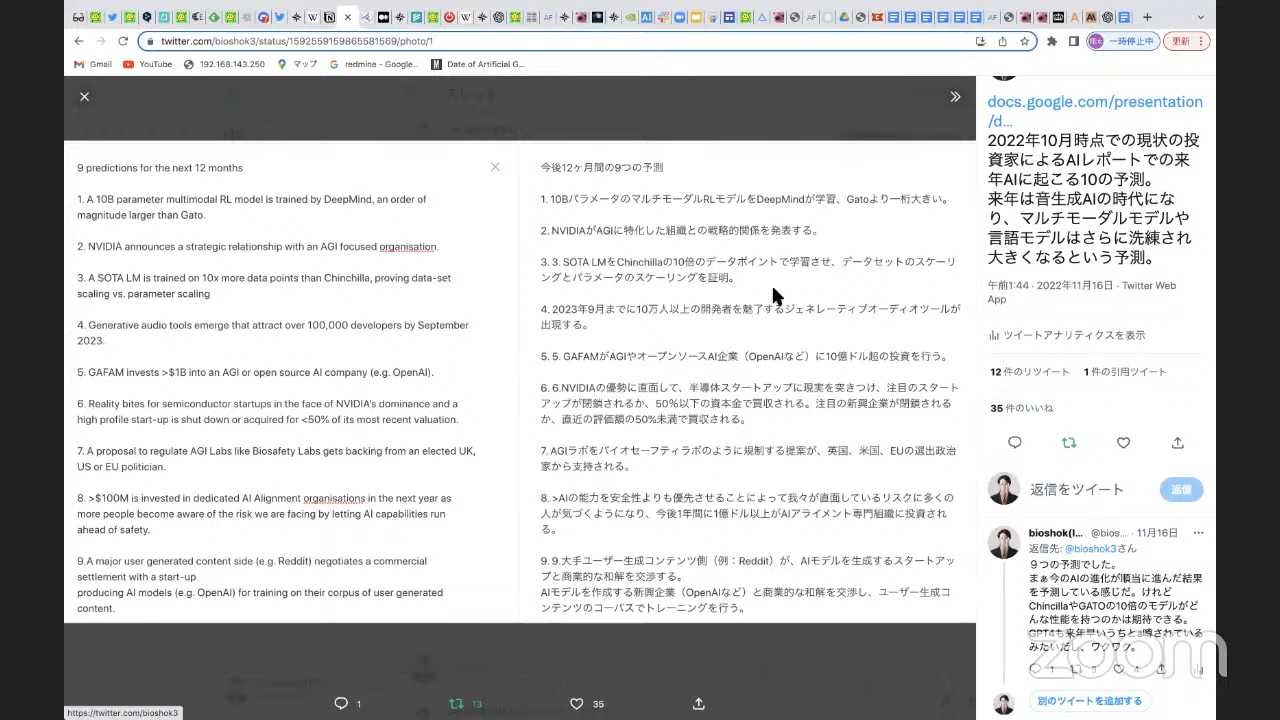 twitter.com/bioshok3/status/1592559159865581569/photo/1
一時停止中
更新
Gmail
YouTube
192.168.143.250
マップ
redmine - Google...
Date of Artificial G...
9 predictions for the next 12 months
1. A 10B parameter multimodal RL model is trained by DeepMind, an order of
magnitude larger than Gato.
2. NVIDIA announces a strategic relationship with an AGI focused organisation.
3. A SOTA LM is trained on 10x more data points than Chinchilla, proving data-set
scaling vs. parameter scaling
4. Generative audio tools emerge that attract over 100,000 developers by September
2023.
5. GAFAM invests >$1B into an AGI or open source AI company (e.g. OpenAI).
6. Reality bites for semiconductor startups in the face of NVIDIA's dominance and a
high profile start-up is shut down or acquired for <50% of its most recent valuation.
7. A proposal to regulate AGI Labs like Biosafety Labs gets backing from an elected UK,
US or EU politician.
8. >$100M is invested in dedicated AI Alignment organisations in the next year as
more people become aware of the risk we are facing by letting AI capabilities run
ahead of safety.
9.A major user generated content side (e.g. Reddit) negotiates a commercial
settlement with a start-up
producing AI models (e.g. OpenAI) for training on their corpus of user generated
content.
今後12ヶ月間の9つの予測
1. 10BパラメータのマルチモーダルRLモデルをDeepMindが学習、Gatoより一桁大きい。
2. NVIDIAがAGIに特化した組織との戦略的関係を発表する。
3. 3. SOTA LMをChinchillaの10倍のデータポイントで学習させ、データセットのスケーリ
ングとパラメータのスケーリングを証明。
4. 2023年9月までに10万人以上の開発者を魅了するジェネレーティブオーディオツールが
出現する。
5. 5. GAFAMがAGIやオープンソースAI企業（OpenAIなど）に10億ドル超の投資を行う。
6. 6.NVIDIAの優勢に直面して、半導体スタートアップに現実を突きつけ、注目のスタート
アップが閉鎖されるか、50%以下の資本金で買収される。注目の新興企業が閉鎖される
か、直近の評価額の50%未満で買収される。
7. AGIラボをバイオセーフティラボのように規制する提案が、英国、米国、EUの選出政治
家から支持される。
8. >AIの能力を安全性よりも優先させることによって我々が直面しているリスクに多くの
人が気づくようになり、今後1年間に1億ドル以上がAIアライメント専門組織に投資され
る。
9. 9.大手ユーザー生成コンテンツ側（例：Reddit）が、AIモデルを生成するスタートアッ
プと商業的な和解を交渉する。
AIモデルを作成する新興企業（OpenAIなど）と商業的な和解を交渉し、ユーザー生成コ
ンテンツのコーパスでトレーニングを行う。
1
13
35
https://twitter.com/bioshok3
docs.google.com/presentation
/d...
2022年10月時点での現状の投
資家によるAIレポートでの来
年AIに起こる10の予測。
来年は音生成AIの時代にな
り、マルチモーダルモデルや
言語モデルはさらに洗練され
大きくなるという予測。
午前1:44 · 2022年11月16日 · Twitter Web
App
ツイートアナリティクスを表示
12 件のリツイート 1 件の引用ツイート
35 件のいいね
返信をツイート
返信
bioshok(I... @bios... · 11月16日
返信先: @bioshok3さん
９つの予測でした。
まぁ今のAIの進化が順当に進んだ結果
を予測している感じだ。けれど
ChincillaやGATOの10倍のモデルがど
んな性能を持つのかは期待できる。
GPT4も来年早いうちとa噂されている
みたいだし、ワクワク。
1 3 4
別のツイートを追加する
zoom